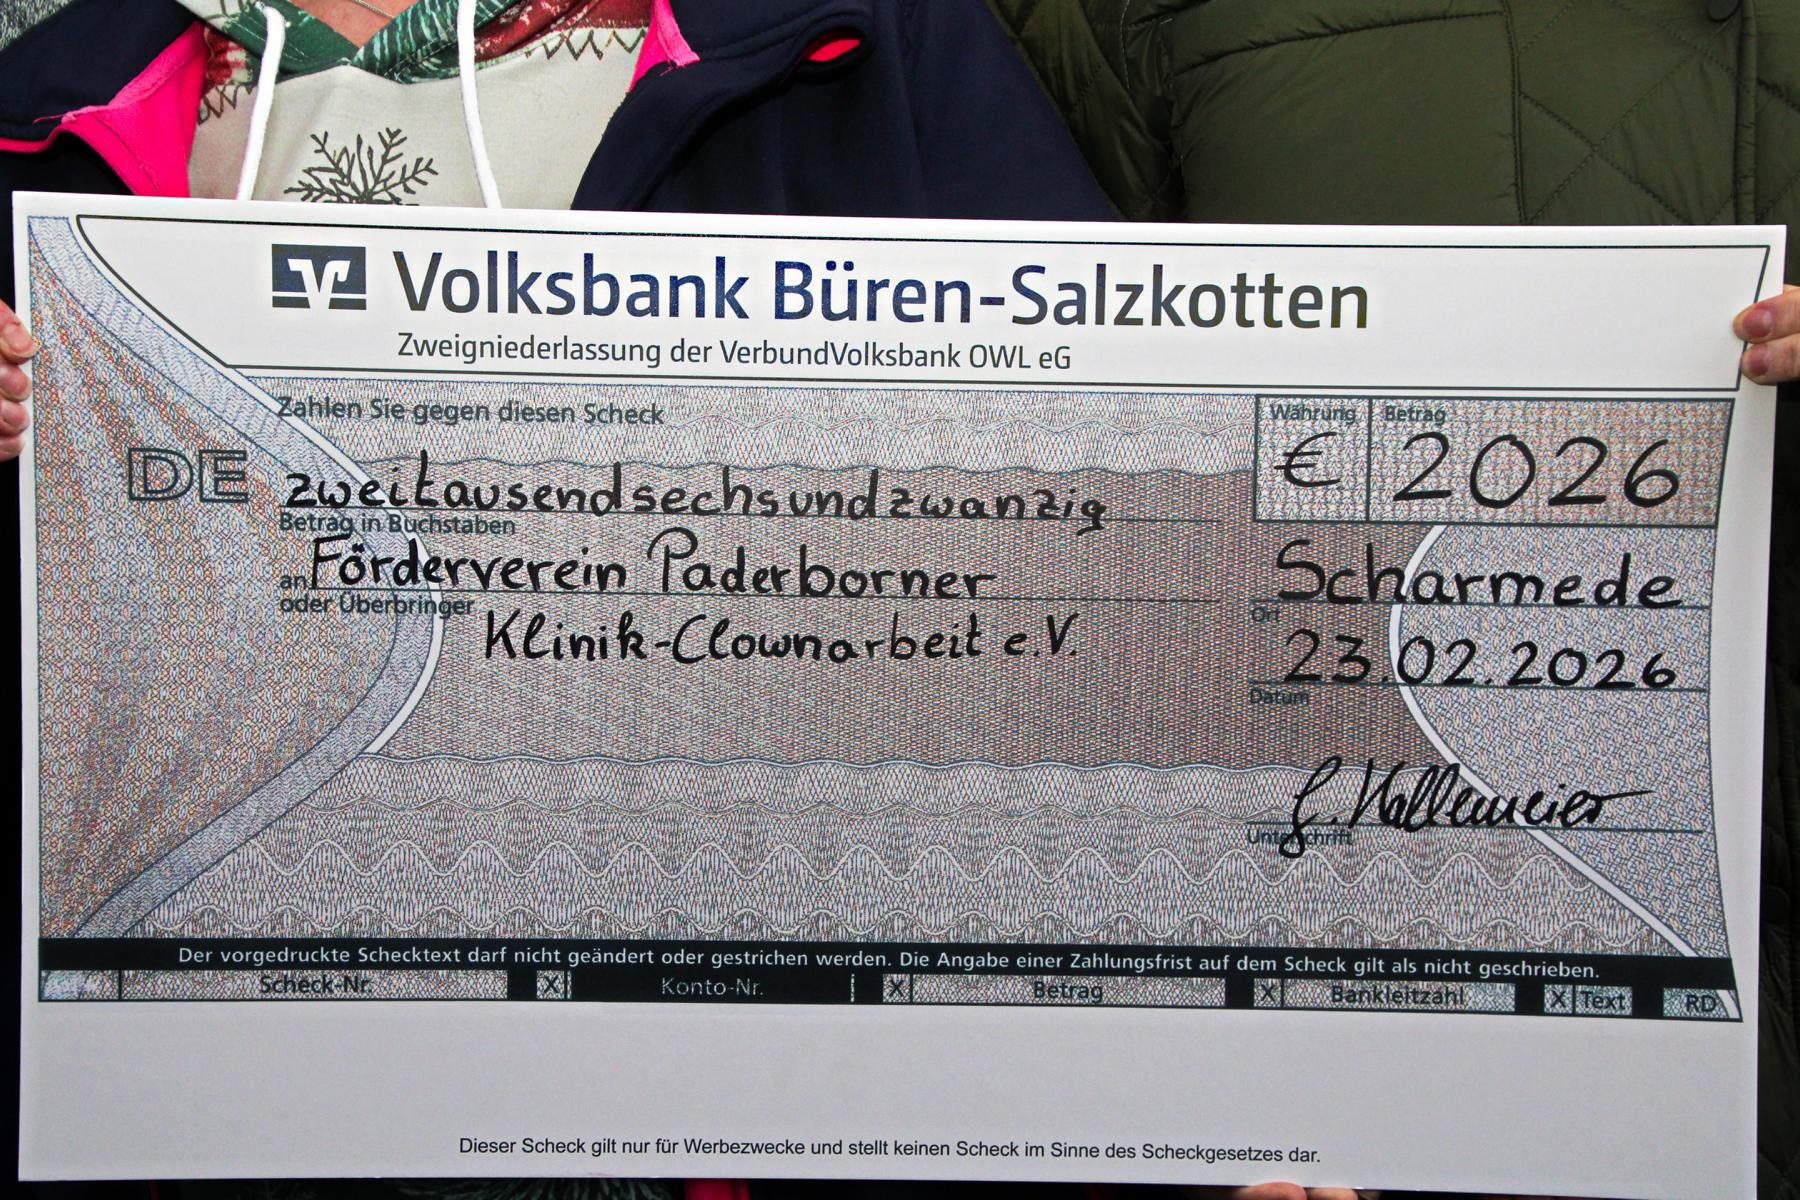 Volksbank Büren-Salzkotten
Zweigniederlassung der VerbundVolksbank OWL eG
Zahlen Sie gegen diesen Scheck
Währung Betrag
€ 2026
DE
zweitausendsechsundzwanzig
Betrag in Buchstaben
an Förderverein Paderborner
oder Überbringer
Klinik-Clownarbeit e.V.
Scharmede
Ort
23.02.2026
Datum
Kellemeier
Unterschrift
Der vorgedruckte Schecktext darf nicht geändert oder gestrichen werden. Die Angabe einer Zahlungsfrist auf dem Scheck gilt als nicht geschrieben.
Scheck-Nr. X Konto-Nr. X Betrag X Bankleitzahl X Text RD
Dieser Scheck gilt nur für Werbezwecke und stellt keinen Scheck im Sinne des Scheckgesetzes dar.